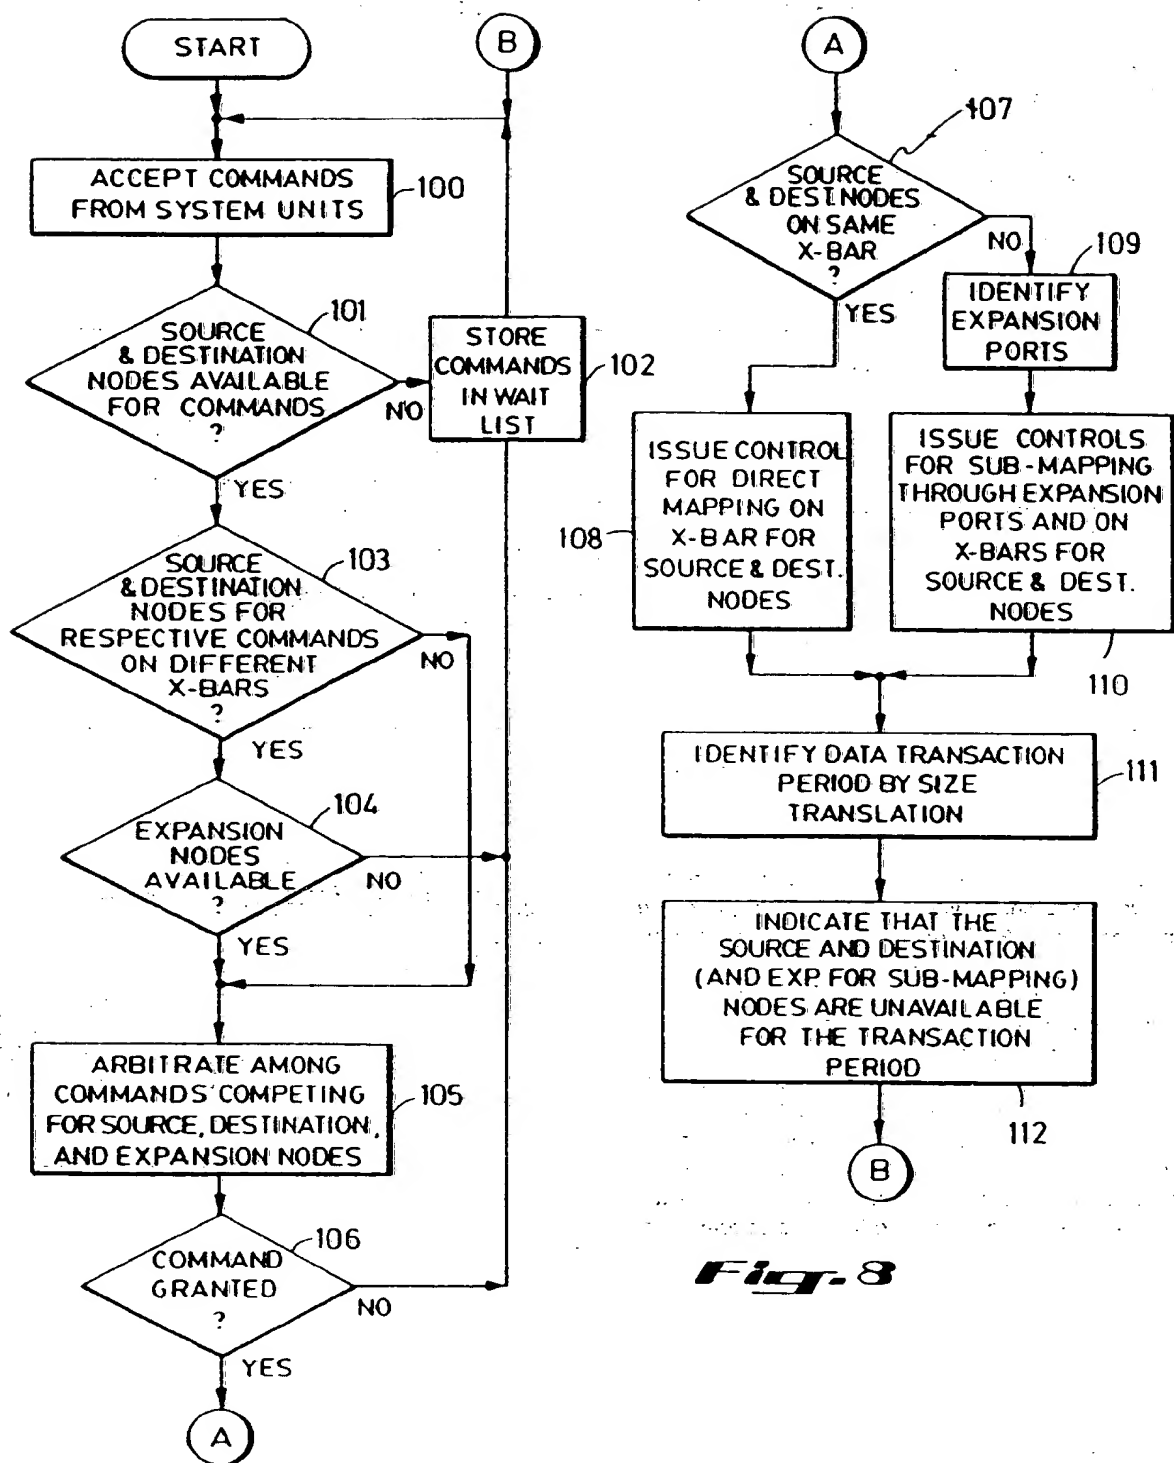 START
ACCEPT COMMANDS
FROM SYSTEM UNITS
100
101
SOURCE
& DESTINATION
NODES AVAILABLE
FOR COMMANDS
?
NO
YES
STORE
COMMANDS
IN WAIT
LIST
102
103
SOURCE
& DESTINATION
NODES FOR
RESPECTIVE COMMANDS
ON DIFFERENT
X-BARS
?
NO
YES
104
EXPANSION
NODES
AVAILABLE
?
NO
YES
ARBITRATE AMONG
COMMANDS COMPETING
FOR SOURCE, DESTINATION,
AND EXPANSION NODES
105
106
COMMAND
GRANTED
?
NO
YES
A
B
A
107
SOURCE
& DEST. NODES
ON SAME
X-BAR
?
NO
YES
109
IDENTIFY
EXPANSION
PORTS
ISSUE CONTROL
FOR DIRECT
MAPPING ON
X-BAR FOR
SOURCE & DEST.
NODES
108
ISSUE CONTROLS
FOR SUB-MAPPING
THROUGH EXPANSION
PORTS AND ON
X-BARS FOR
SOURCE & DEST.
NODES
110
IDENTIFY DATA TRANSACTION
PERIOD BY SIZE
TRANSLATION
111
INDICATE THAT THE
SOURCE AND DESTINATION
(AND EXP. FOR SUB-MAPPING)
NODES ARE UNAVAILABLE
FOR THE TRANSACTION
PERIOD
112
B
Fig. 8